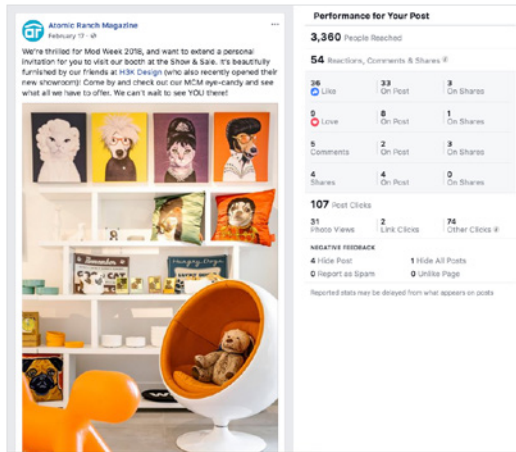 Atomic Ranch Magazine
February 17 ·
We're thrilled for Mod Week 2018, and want to extend a personal
invitation for you to visit our booth at the Show & Sale. It's beautifully
furnished by our friends at H3K Design (who also recently opened their
new showroom)! Come by and check out our MCM eye-candy and see
what all we have to offer. We can't wait to see YOU there!
Performance for Your Post
3,360 People Reached
54 Reactions, Comments & Shares
36 Like 33 On Post 3 On Shares
9 Love 8 On Post 1 On Shares
5 Comments 2 On Post 3 On Shares
4 Shares 4 On Post 0 On Shares
107 Post Clicks
31 Photo Views 2 Link Clicks 74 Other Clicks
NEGATIVE FEEDBACK
4 Hide Post 1 Hide All Posts
0 Report as Spam 0 Unlike Page
Reported stats may be delayed from what appears on posts